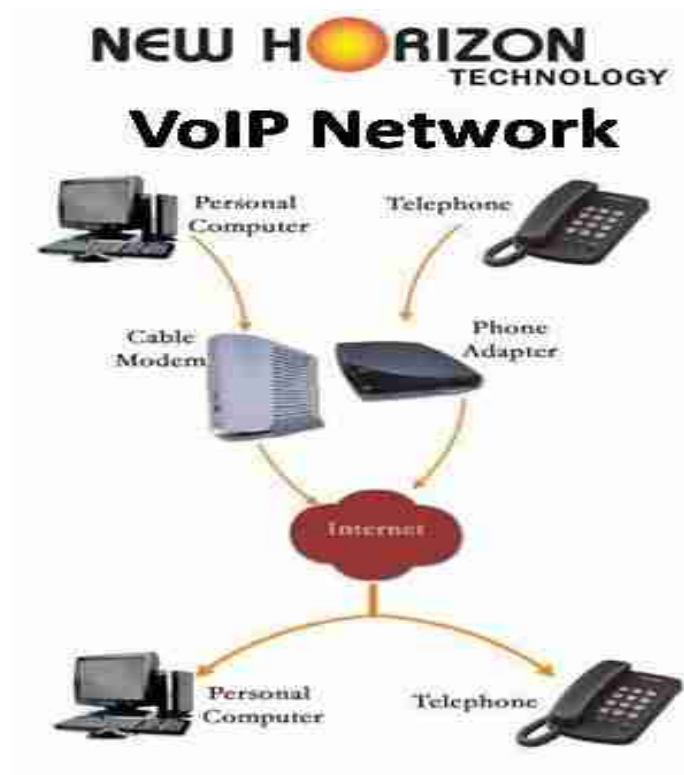 NEW HORIZON
TECHNOLOGY
VoIP Network
Personal
Computer
Telephone
Cable
Modem
Phone
Adapter
Internet
Personal
Computer
Telephone